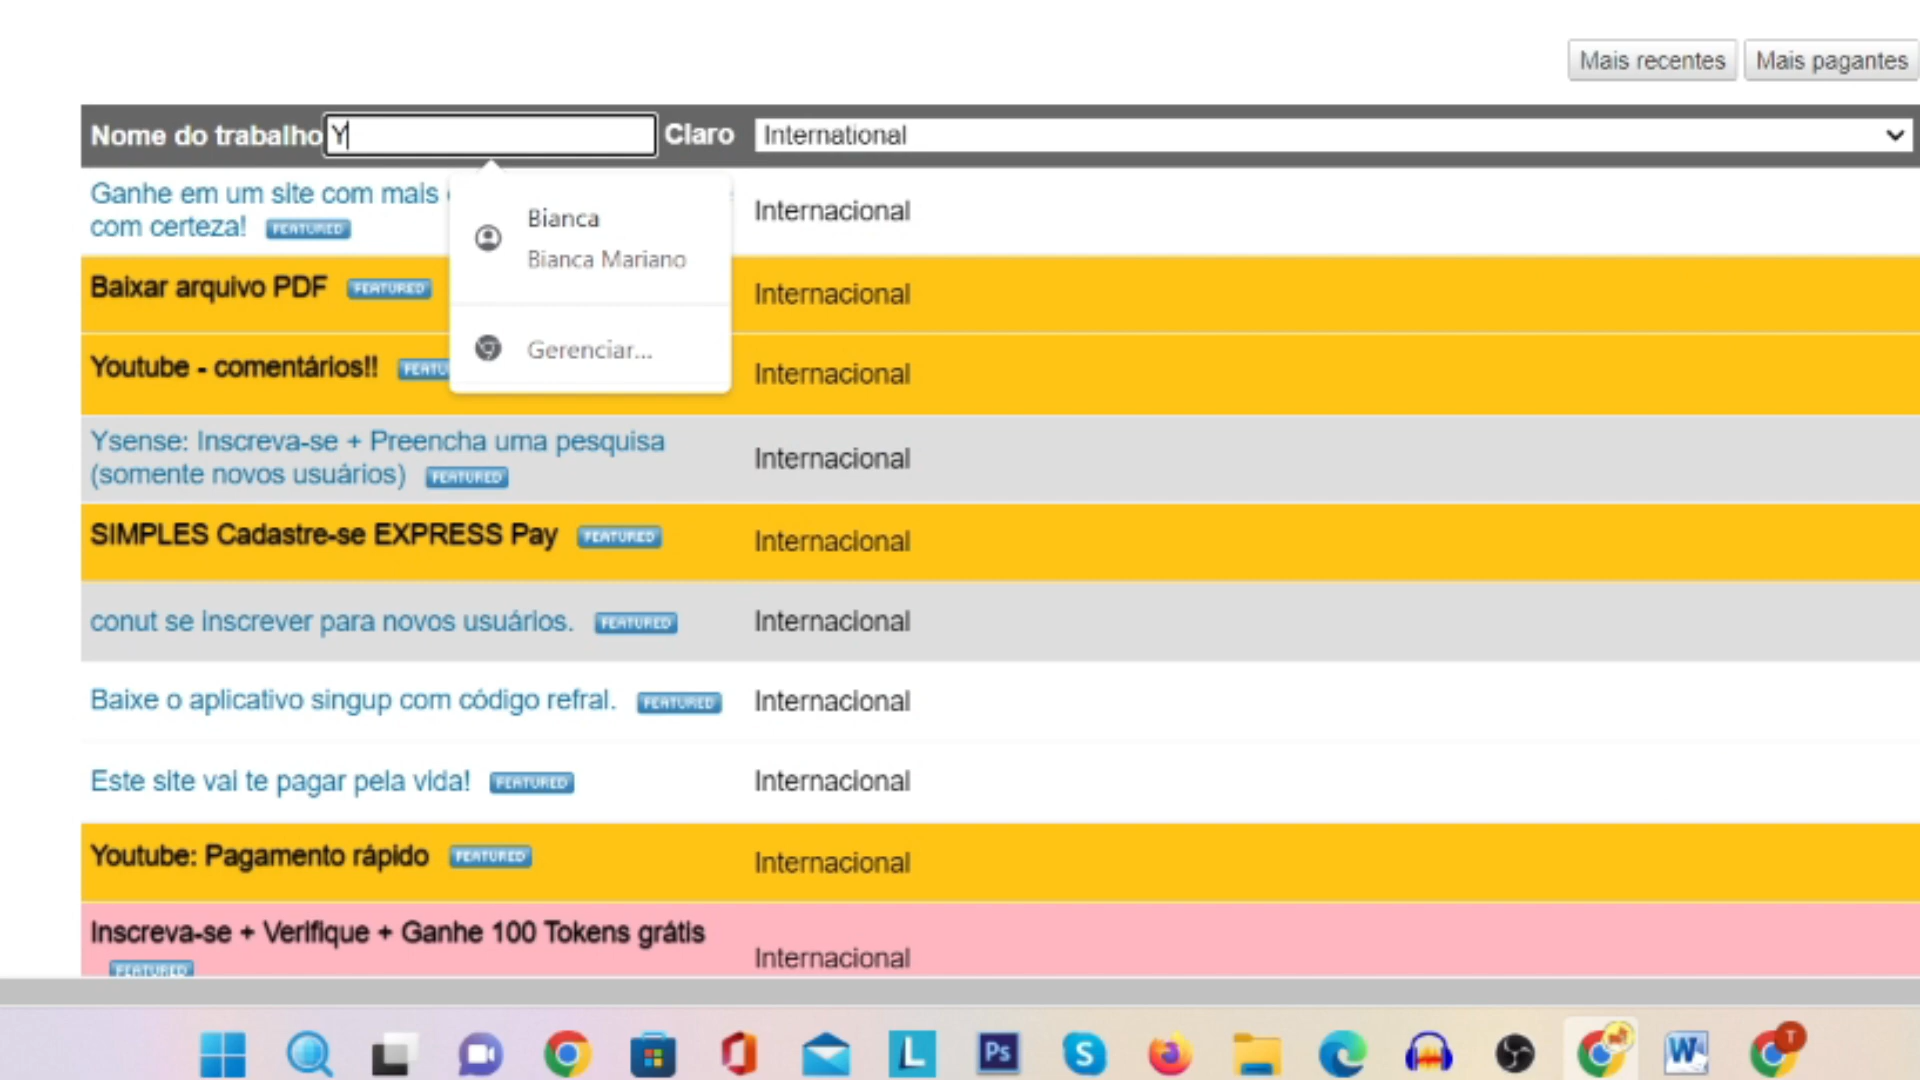 Mais recentes Mais pagantes
Nome do trabalho Y Claro International
Ganhe em um site com mais
com certeza! FEATURED Internacional
Bianca
Bianca Mariano
Gerenciar...
Baixar arquivo PDF FEATURED Internacional
Youtube - comentários!! FEATU Internacional
Ysense: Inscreva-se + Preencha uma pesquisa
(somente novos usuários) FEATURED Internacional
SIMPLES Cadastre-se EXPRESS Pay FEATURED Internacional
conut se inscrever para novos usuários. FEATURED Internacional
Baixe o aplicativo singup com código refral. FEATURED Internacional
Este site vai te pagar pela vida! FEATURED Internacional
Youtube: Pagamento rápido FEATURED Internacional
Inscreva-se + Verifique + Ganhe 100 Tokens grátis
FEATURED Internacional
L Ps S W T